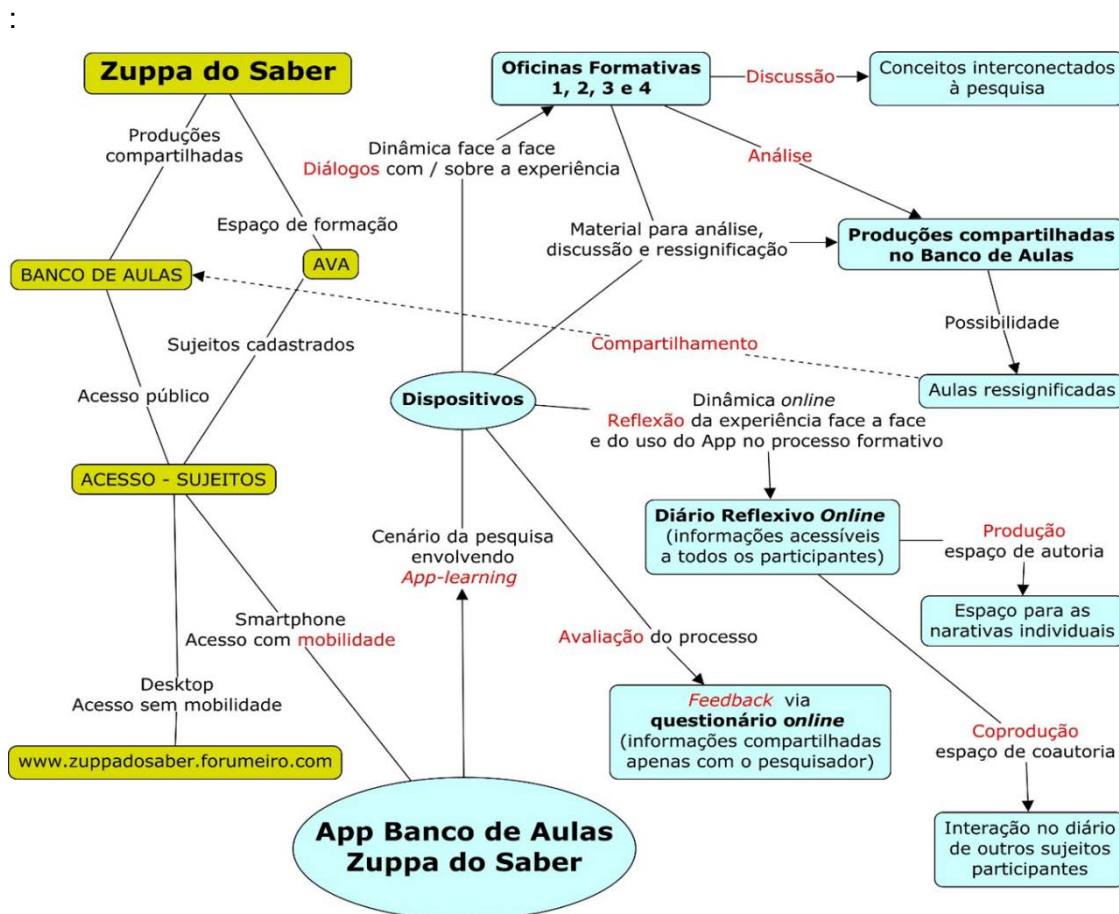 :
Zuppa do Saber
Produções
compartilhadas
Espaço de formação
BANCO DE AULAS
AVA
Sujeitos cadastrados
Acesso público
ACESSO - SUJEITOS
Smartphone
Acesso com mobilidade
Desktop
Acesso sem mobilidade
www.zuppadosaber.forumeiro.com
App Banco de Aulas
Zuppa do Saber
Cenário da pesquisa
envolvendo
App-learning
Dispositivos
Dinâmica face a face
Diálogos com / sobre a experiência
Oficinas Formativas
1, 2, 3 e 4
Discussão
Conceitos interconectados
à pesquisa
Análise
Material para análise,
discussão e ressignificação
Produções compartilhadas
no Banco de Aulas
Possibilidade
Aulas ressignificadas
Compartilhamento
Dinâmica online
Reflexão da experiência face a face
e do uso do App no processo formativo
Diário Reflexivo Online
(informações acessíveis
a todos os participantes)
Produção
espaço de autoria
Espaço para as
narrativas individuais
Coprodução
espaço de coautoria
Interação no diário
de outros sujeitos
participantes
Avaliação do processo
Feedback via
questionário online
(informações compartilhadas
apenas com o pesquisador)